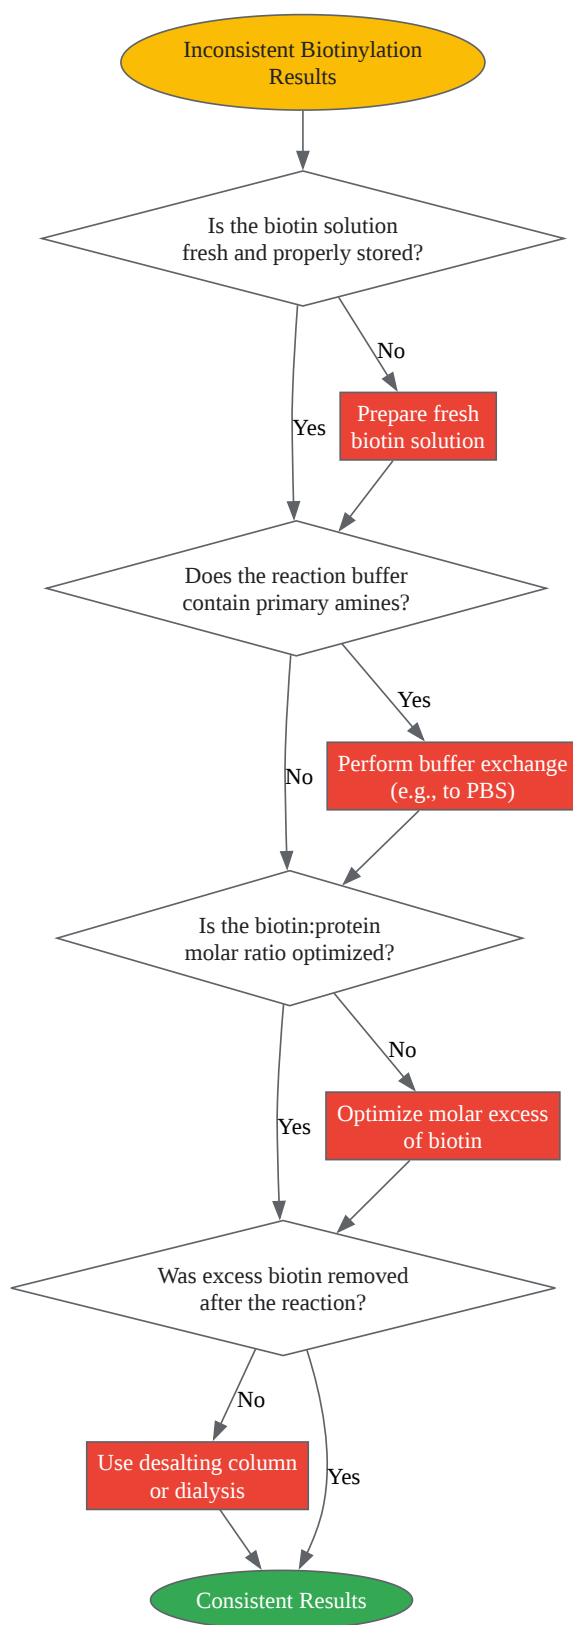 Inconsistent Biotinylation
Results
Is the biotin solution
fresh and properly stored?
No
Yes
Prepare fresh
biotin solution
Does the reaction buffer
contain primary amines?
Yes
No
Perform buffer exchange
(e.g., to PBS)
Is the biotin:protein
molar ratio optimized?
No
Yes
Optimize molar excess
of biotin
Was excess biotin removed
after the reaction?
No
Yes
Use desalting column
or dialysis
Consistent Results